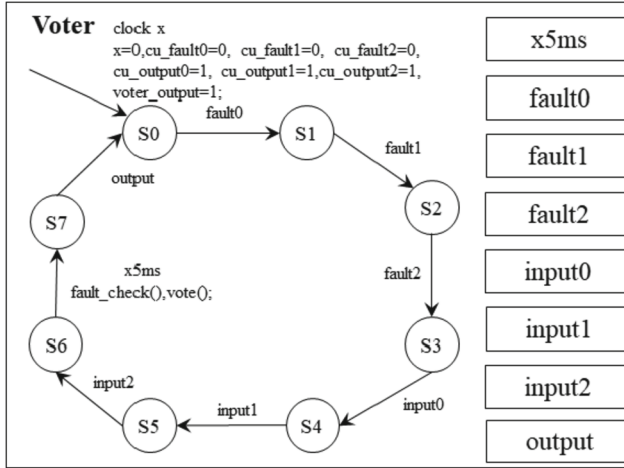 Voter
clock x
x=0,cu_fault0=0, cu_fault1=0, cu_fault2=0,
cu_output0=1, cu_output1=1,cu_output2=1,
voter_output=1;
fault0
S0
S1
fault1
output
S7
S2
x5ms
fault_check(),vote();
fault2
S6
S3
input2
input1
input0
S5
S4
x5ms
fault0
fault1
fault2
input0
input1
input2
output